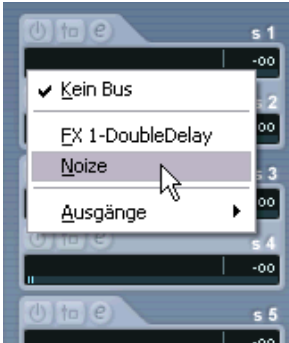 e s 1
-oo
✓ Kein Bus
s 2
FX 1-DoubleDelay
oo
Noize
s 3
oo
Ausgänge
e s 4
-oo
e s 5
-oo